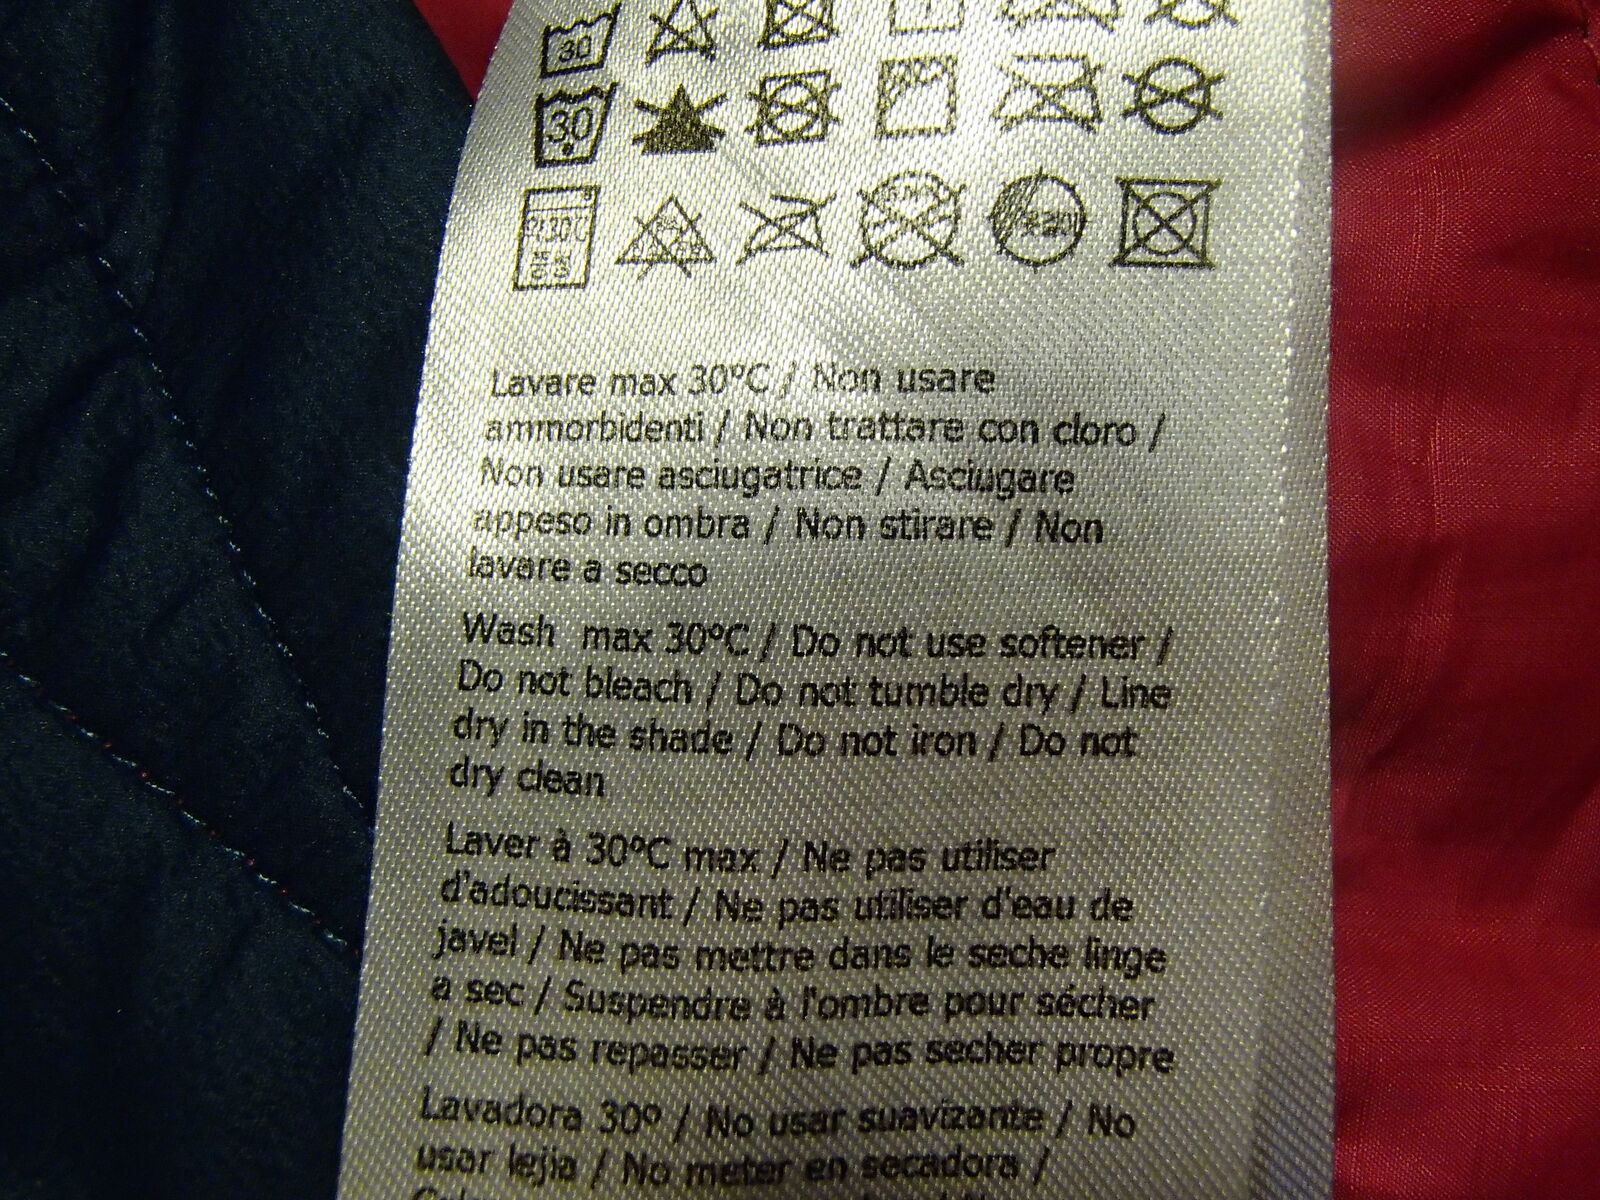 30
30
Lavare max 30ºC / Non usare
ammorbidenti / Non trattare con cloro /
Non usare asciugatrice / Asciugare
appeso in ombra / Non stirare / Non
lavare a secco
Wash max 30ºC / Do not use softener /
Do not bleach / Do not tumble dry / Line
dry in the shade / Do not iron / Do not
dry clean
Laver à 30ºC max / Ne pas utiliser
d'adoucissant / Ne pas utiliser d'eau de
javel / Ne pas mettre dans le seche linge
a sec / Suspendre à l'ombre pour sécher
/ Ne pas repasser / Ne pas secher propre
Lavadora 30º / No usar suavizante / No
usar lejia / No meter en secadora /